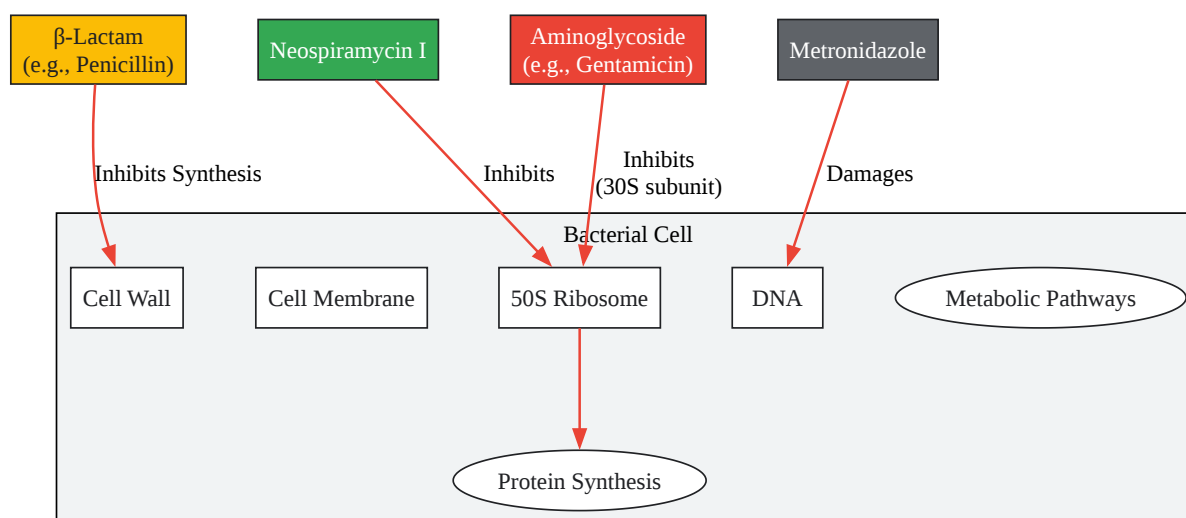 β-Lactam
(e.g., Penicillin)
Neospiramycin I
Aminoglycoside
(e.g., Gentamicin)
Metronidazole
Inhibits Synthesis
Inhibits
Inhibits
(30S subunit)
Damages
Bacterial Cell
Cell Wall
Cell Membrane
50S Ribosome
DNA
Metabolic Pathways
Protein Synthesis